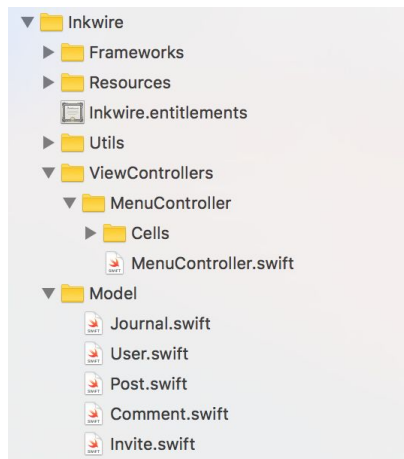 Inkwire
Frameworks
Resources
Inkwire.entitlements
Utils
ViewControllers
MenuController
Cells
MenuController.swift
Model
Journal.swift
User.swift
Post.swift
Comment.swift
Invite.swift